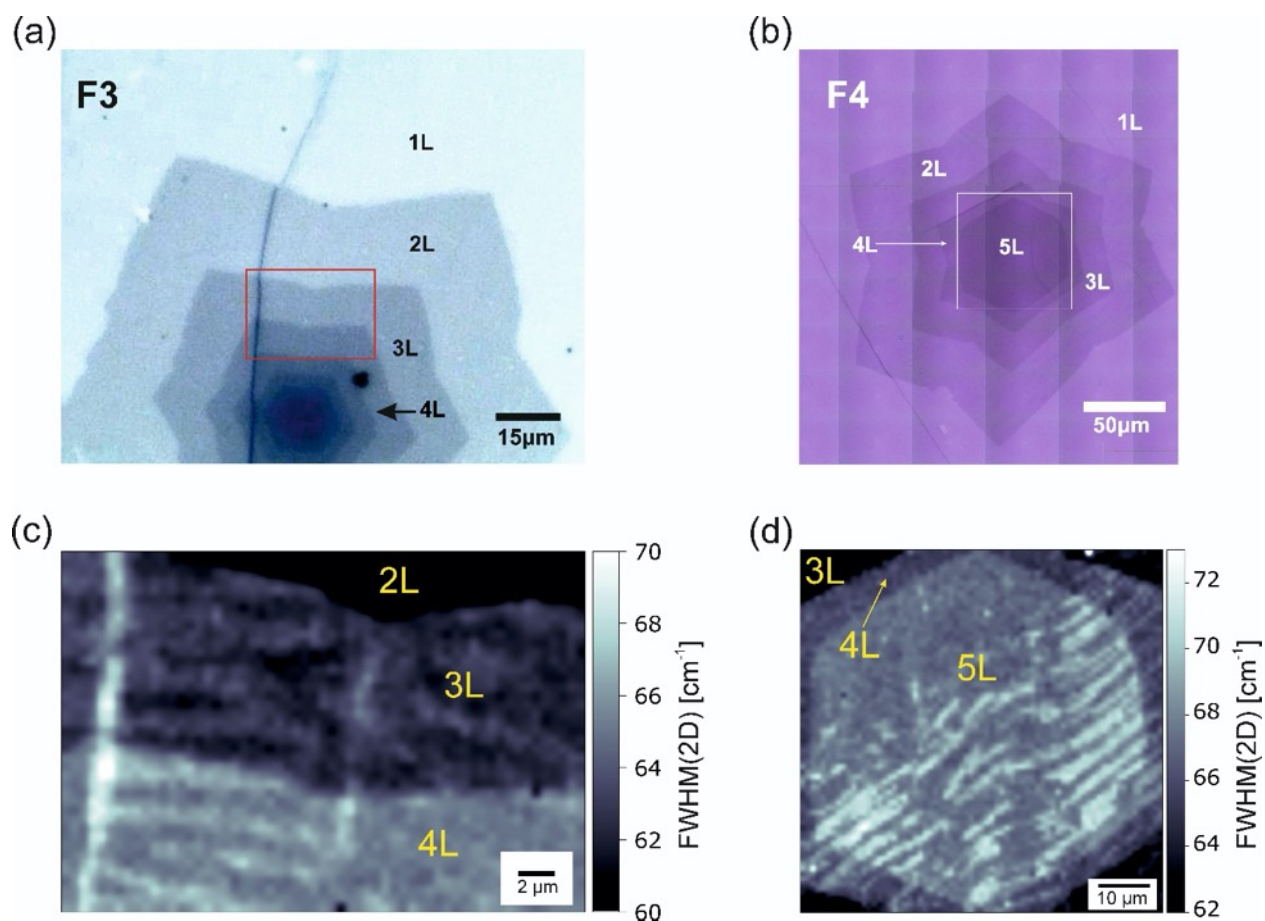 (a)
F3
1L
2L
3L
4L
15μm
(b)
F4
1L
2L
4L
5L
3L
50μm
(c)
2L
3L
4L
2 μm
70
68
66
64
62
60
FWHM(2D) [cm⁻¹]
(d)
3L
4L
5L
10 μm
72
70
68
66
64
62
FWHM(2D) [cm⁻¹]